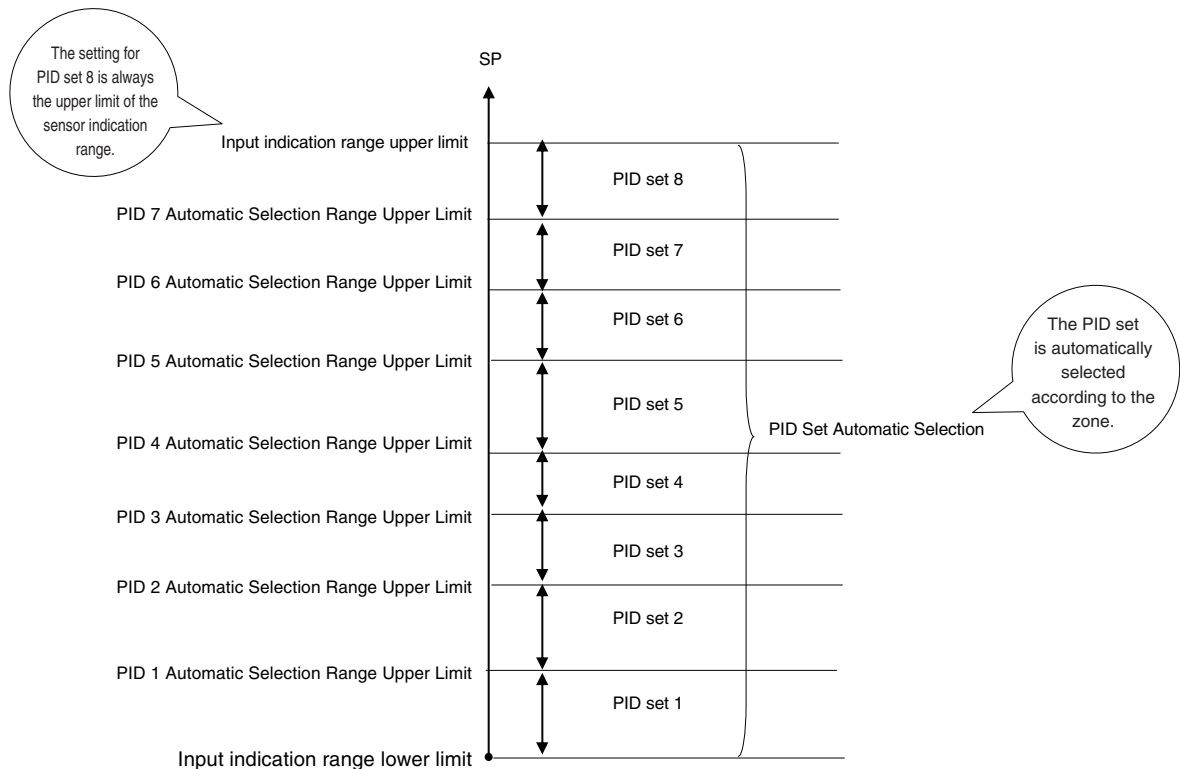 The setting for
PID set 8 is always
the upper limit of the
sensor indication
range.
SP
Input indication range upper limit
PID set 8
PID 7 Automatic Selection Range Upper Limit
PID set 7
PID 6 Automatic Selection Range Upper Limit
PID set 6
PID 5 Automatic Selection Range Upper Limit
PID set 5
PID 4 Automatic Selection Range Upper Limit
PID set 4
PID 3 Automatic Selection Range Upper Limit
PID set 3
PID 2 Automatic Selection Range Upper Limit
PID set 2
PID 1 Automatic Selection Range Upper Limit
PID set 1
Input indication range lower limit
PID Set Automatic Selection
The PID set
is automatically
selected
according to the
zone.